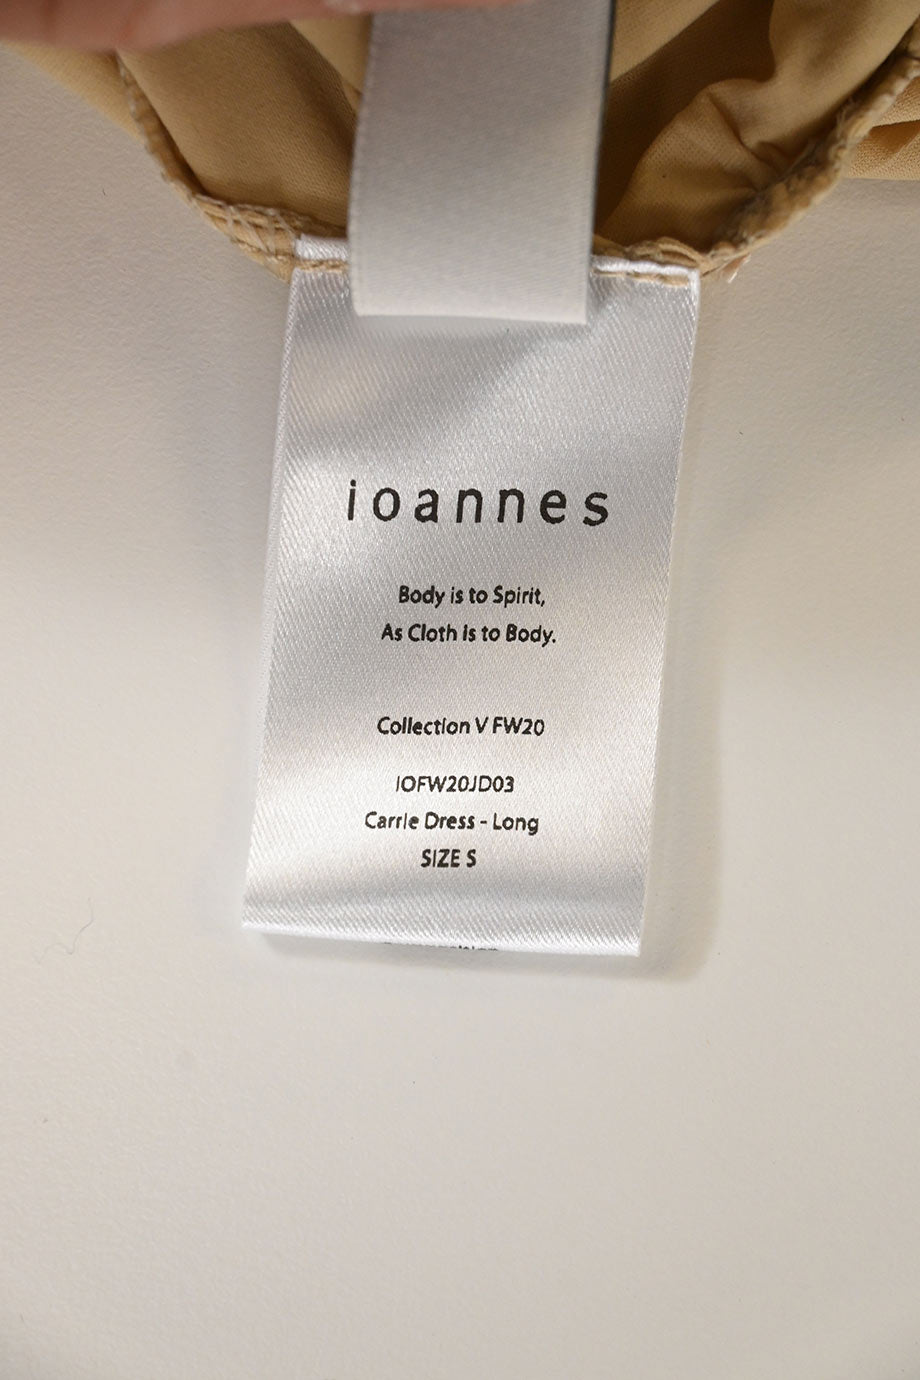 ioannes
Body is to Spirit,
As Cloth is to Body.
Collection V FW20
IOFW20JD03
Carrie Dress - Long
SIZE S